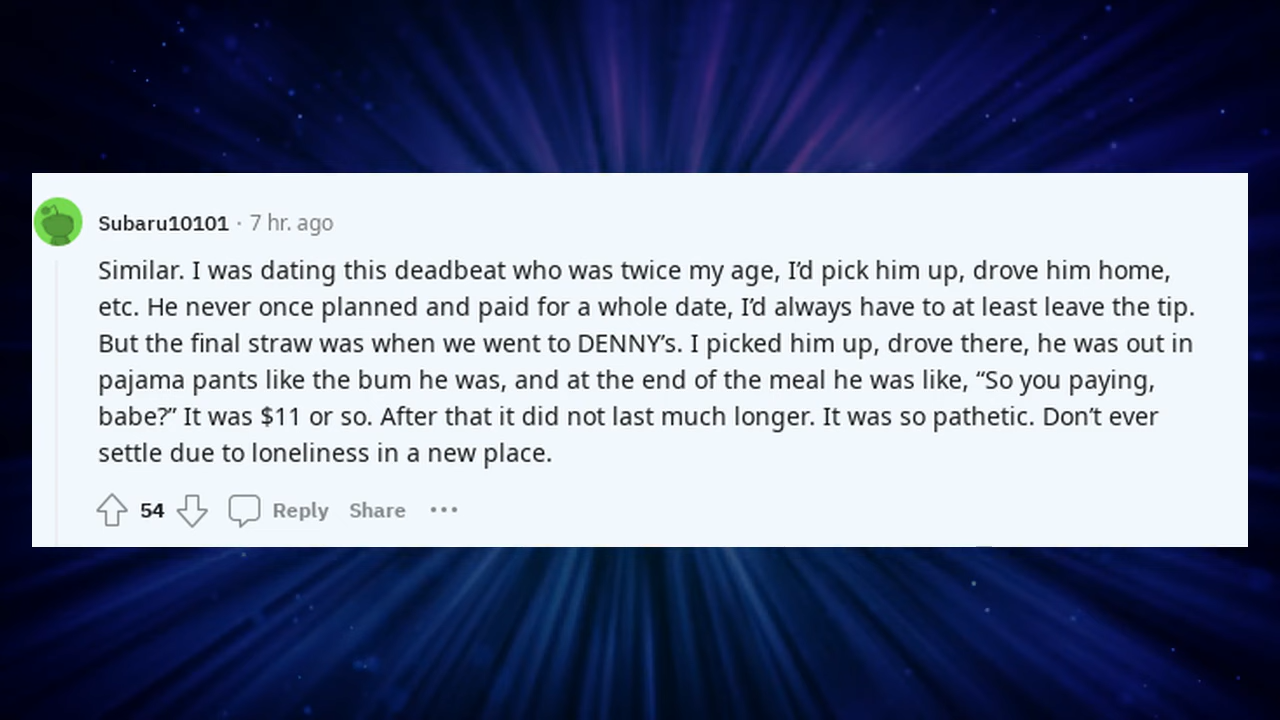 Subaru10101 · 7 hr. ago
Similar. I was dating this deadbeat who was twice my age, I’d pick him up, drove him home,
etc. He never once planned and paid for a whole date, I’d always have to at least leave the tip.
But the final straw was when we went to DENNY’s. I picked him up, drove there, he was out in
pajama pants like the bum he was, and at the end of the meal he was like, “So you paying,
babe?” It was $11 or so. After that it did not last much longer. It was so pathetic. Don’t ever
settle due to loneliness in a new place.
54 Reply Share